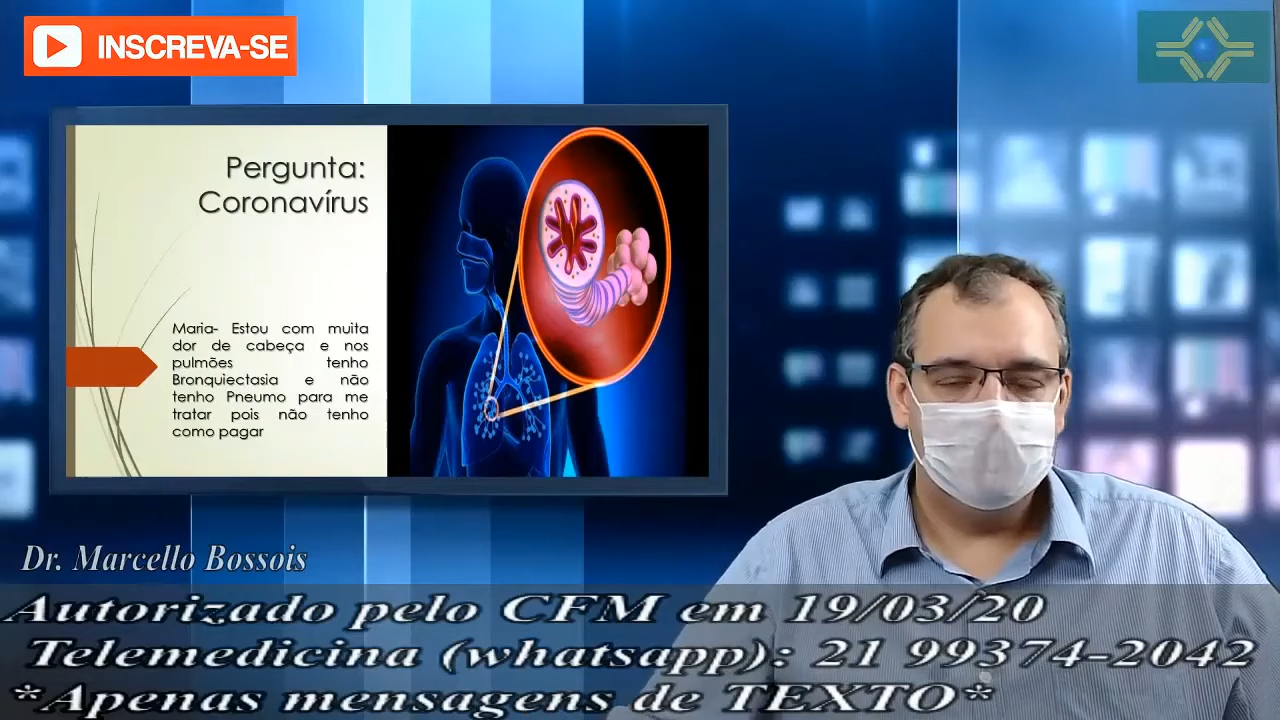 INSCREVA-SE
Pergunta:
Coronavírus
Maria- Estou com muita
dor de cabeça e nos
pulmões tenho
Bronquiectasia e não
tenho Pneumo para me
tratar pois não tenho
como pagar
Dr. Marcello Bossois
Autorizado pelo CFM em 19/03/20
Telemedicina (whatsapp): 21 99374-2042
*Apenas mensagens de TEXTO*